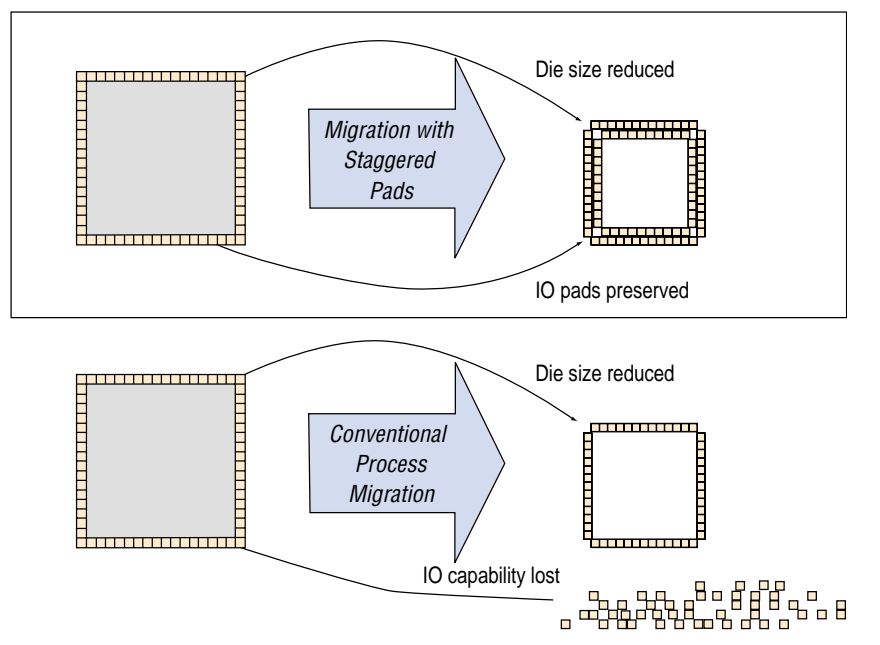 Die size reduced
Migration with
Staggered
Pads
IO pads preserved
Die size reduced
Conventional
Process
Migration
IO capability lost